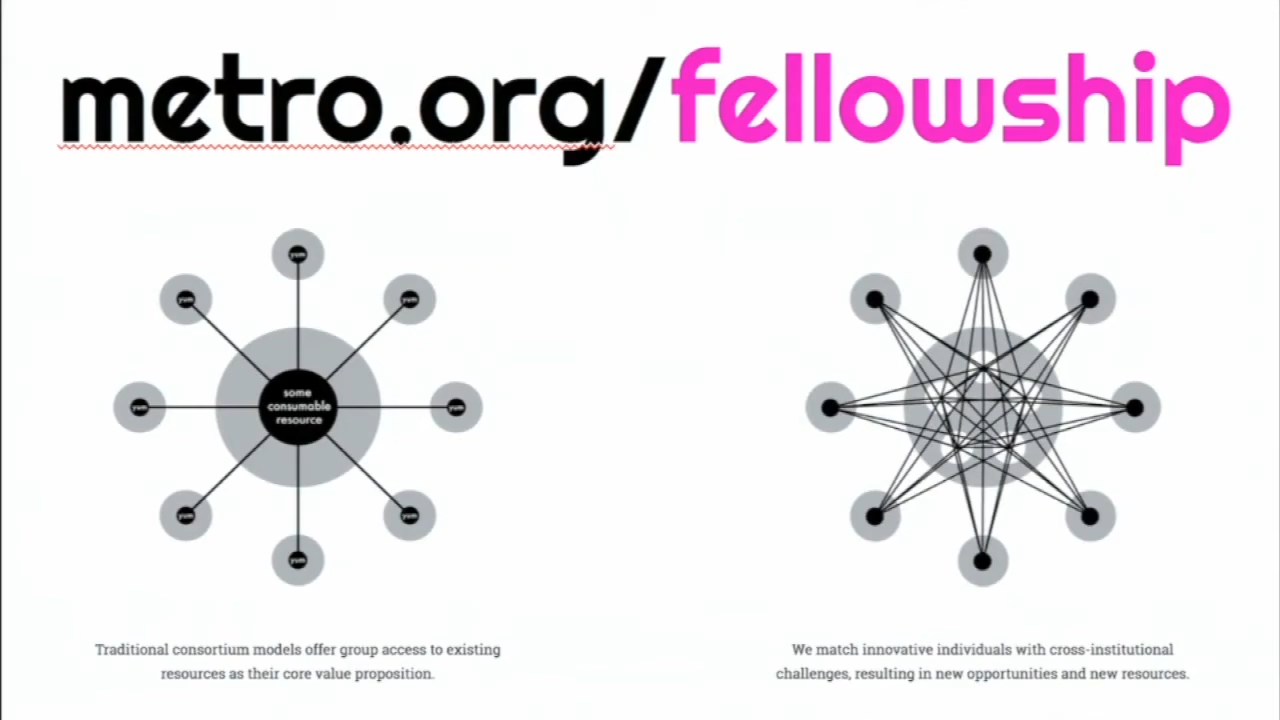 metro.org/fellowship
yum
yum
yum
yum
some
consumable
resource
yum
yum
yum
yum
Traditional consortium models offer group access to existing
resources as their core value proposition.
We match innovative individuals with cross-institutional
challenges, resulting in new opportunities and new resources.